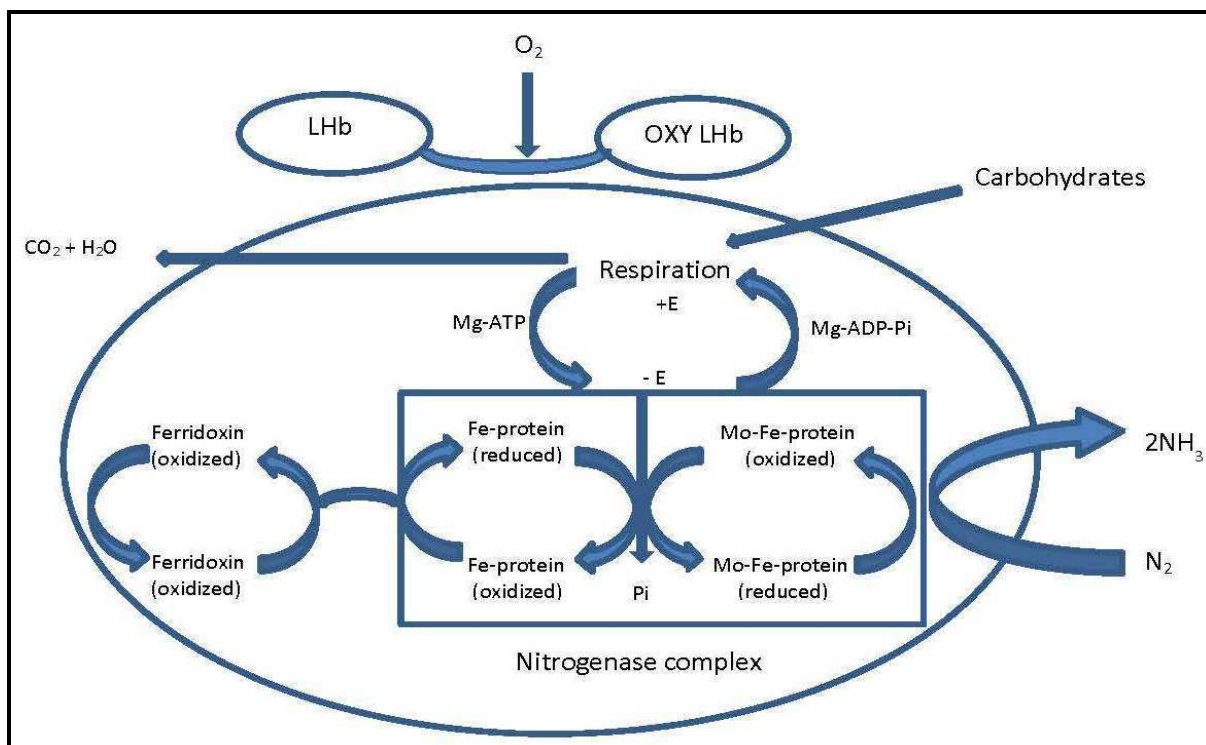 O₂
LHb
OXY LHb
Carbohydrates
CO₂ + H₂O
Respiration
+E
Mg-ATP
Mg-ADP-Pi
- E
Ferridoxin
(oxidized)
Fe-protein
(reduced)
Mo-Fe-protein
(oxidized)
2NH₃
Ferridoxin
(oxidized)
Fe-protein
(oxidized)
Pi
Mo-Fe-protein
(reduced)
N₂
Nitrogenase complex